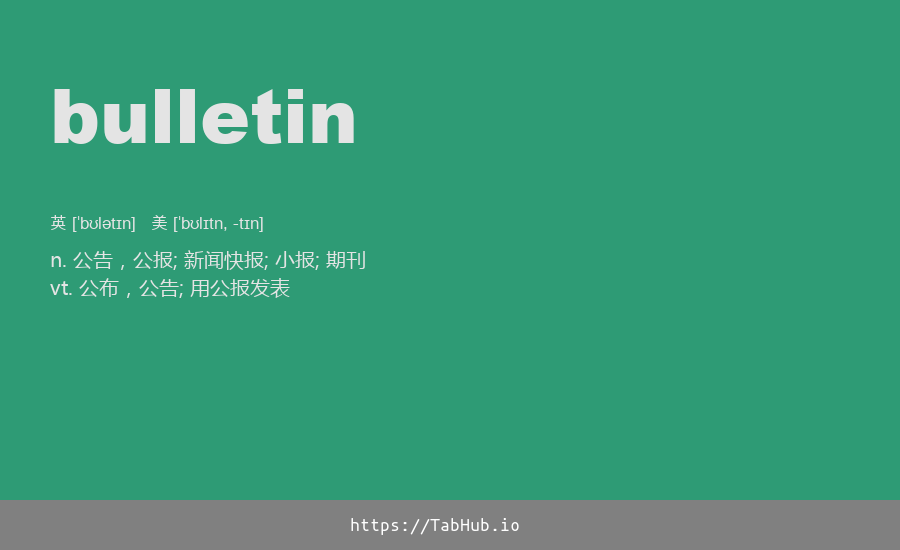 bulletin
英 [ˈbʊlətɪn] 美 [ˈbʊlɪtn, -tɪn]
n. 公告，公报; 新闻快报; 小报; 期刊
vt. 公布，公告; 用公报发表
https://TabHub.io